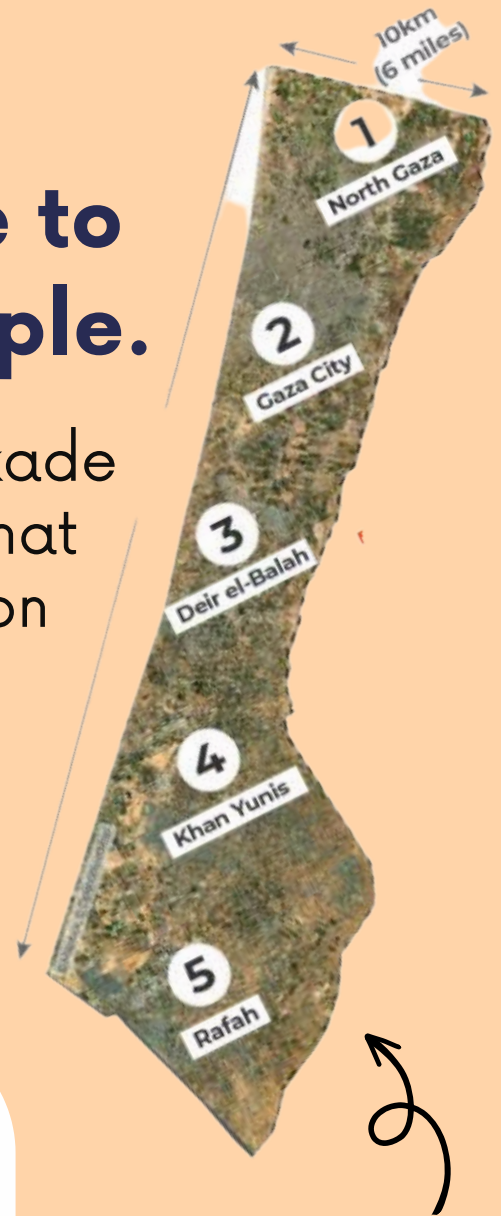 10km
(6 miles)
1
North Gaza
e to
ple.
2
Gaza City
kade
nat
on
3
Deir el-Balah
4
Khan Yunis
5
Rafah